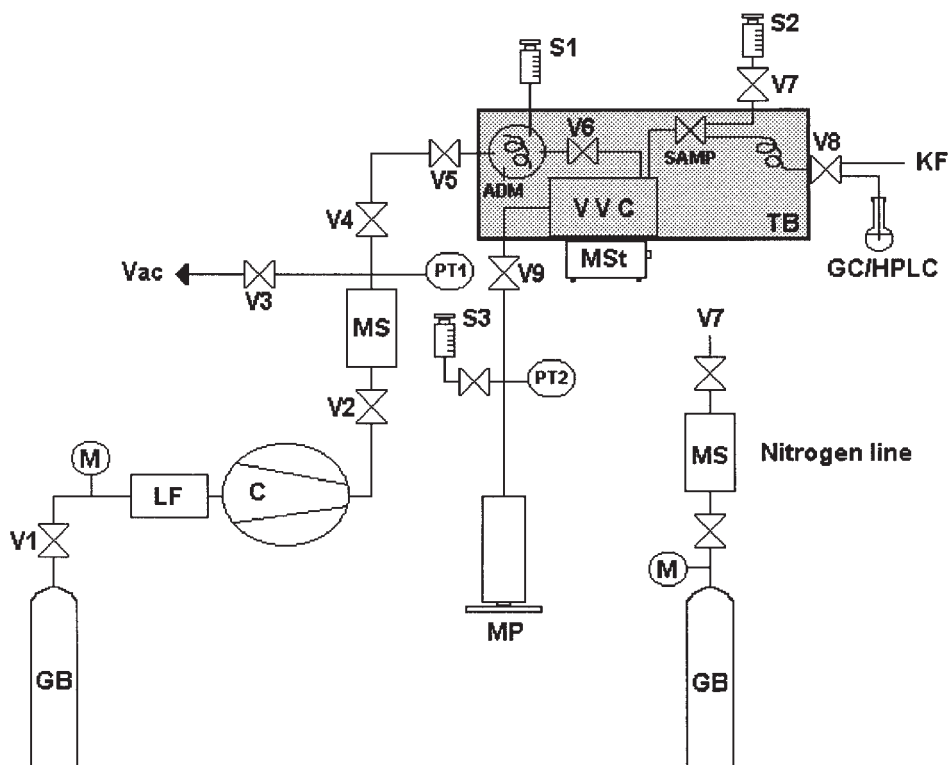 S1
S2
V7
V6
V8
SAMP
KF
V5
ADM
V4
V V C
TB
Vac
V3
PT1
V9
MSt
GC/HPLC
MS
S3
V7
PT2
V2
M
MS
Nitrogen line
LF
C
V1
M
MP
GB
GB